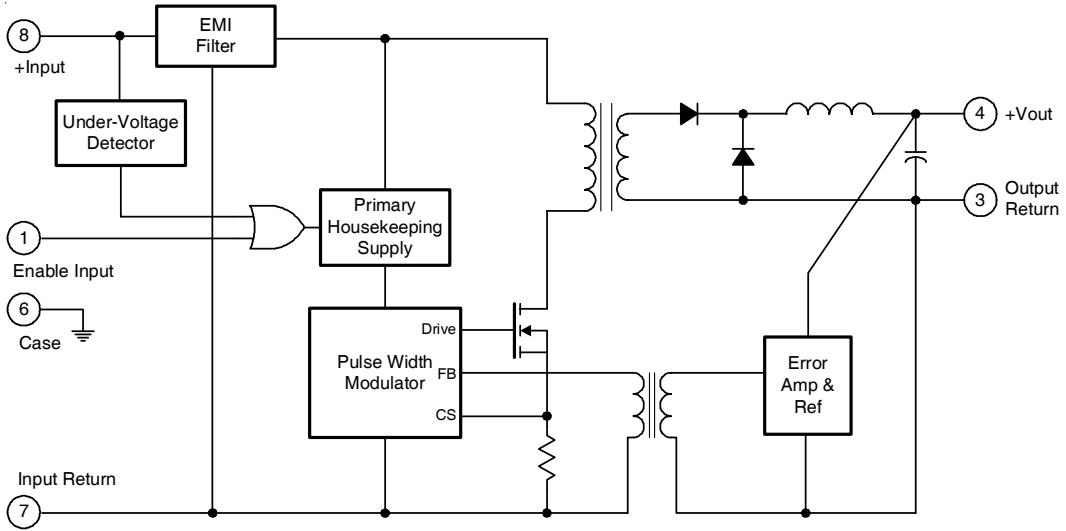 8
+Input
EMI
Filter
Under-Voltage
Detector
4
+Vout
3
Output
Return
1
Enable Input
Primary
Housekeeping
Supply
6
Case
Drive
Pulse Width
Modulator
FB
CS
Error
Amp &
Ref
Input Return
7